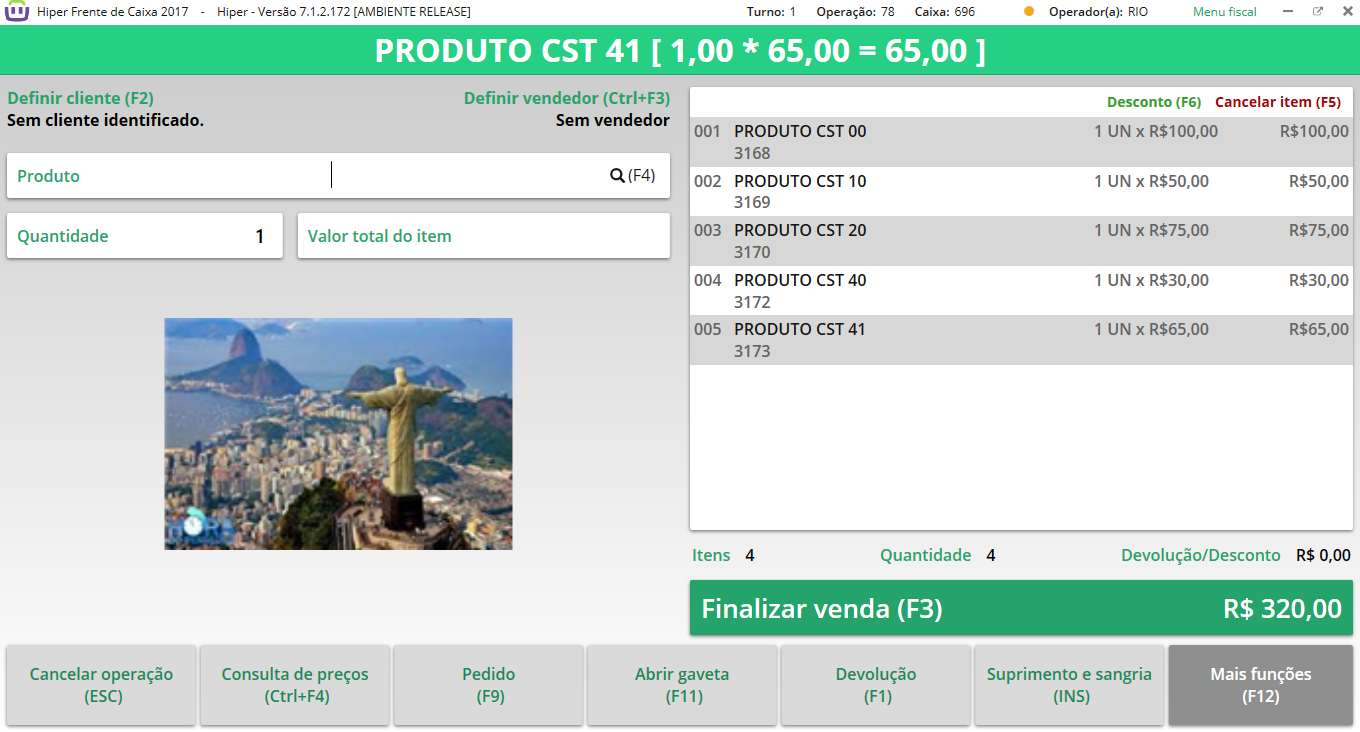 Hiper Frente de Caixa 2017 - Hiper - Versão 7.1.2.172 [AMBIENTE RELEASE] Turno: 1 Operação: 78 Caixa: 696 Operador(a): RIO Menu fiscal
PRODUTO CST 41 [ 1,00 * 65,00 = 65,00 ]
Definir cliente (F2) Definir vendedor (Ctrl+F3)
Sem cliente identificado. Sem vendedor
Produto (F4)
Quantidade 1 Valor total do item
HORA
Desconto (F6) Cancelar item (F5)
001 PRODUTO CST 00 1 UN x R$100,00 R$100,00
3168
002 PRODUTO CST 10 1 UN x R$50,00 R$50,00
3169
003 PRODUTO CST 20 1 UN x R$75,00 R$75,00
3170
004 PRODUTO CST 40 1 UN x R$30,00 R$30,00
3172
005 PRODUTO CST 41 1 UN x R$65,00 R$65,00
3173
Itens 4 Quantidade 4 Devolução/Desconto R$ 0,00
Finalizar venda (F3) R$ 320,00
Cancelar operação Consulta de preços Pedido Abrir gaveta Devolução Suprimento e sangria Mais funções
(ESC) (Ctrl+F4) (F9) (F11) (F1) (INS) (F12)